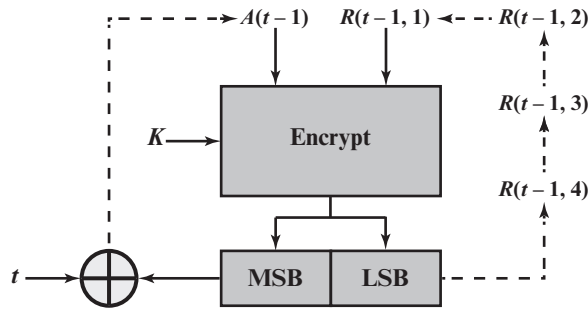 A(t−1) R(t−1, 1) R(t−1, 2)
R(t−1, 3)
K Encrypt
R(t−1, 4)
t MSB LSB